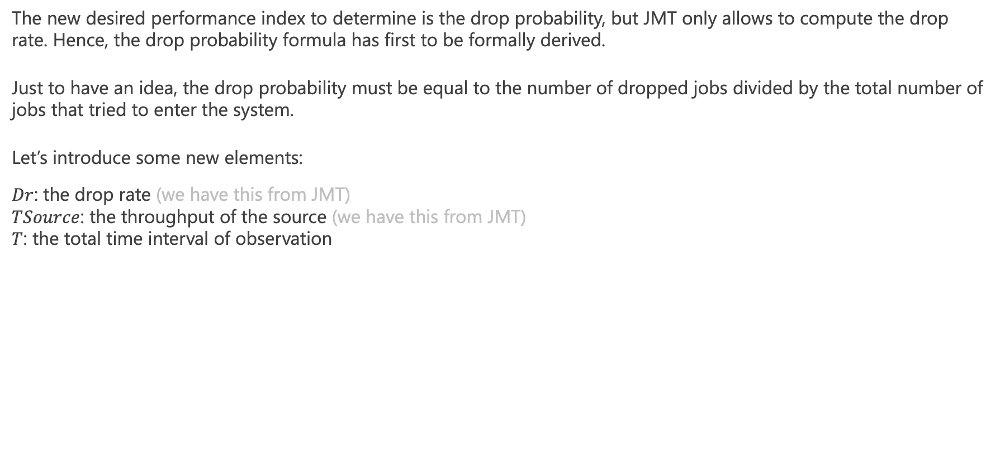 The new desired performance index to determine is the drop probability, but JMT only allows to compute the drop
rate. Hence, the drop probability formula has first to be formally derived.
Just to have an idea, the drop probability must be equal to the number of dropped jobs divided by the total number of
jobs that tried to enter the system.
Let’s introduce some new elements:
Dr: the drop rate (we have this from JMT)
TSource: the throughput of the source (we have this from JMT)
T: the total time interval of observation